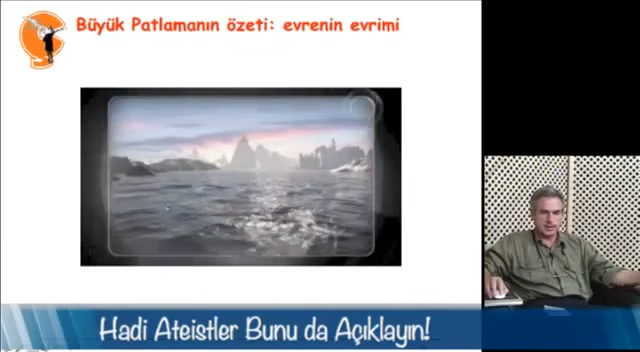 Büyük Patlamanın özeti: evrenin evrimi
Hadi Ateistler Bunu da Açıklayın!